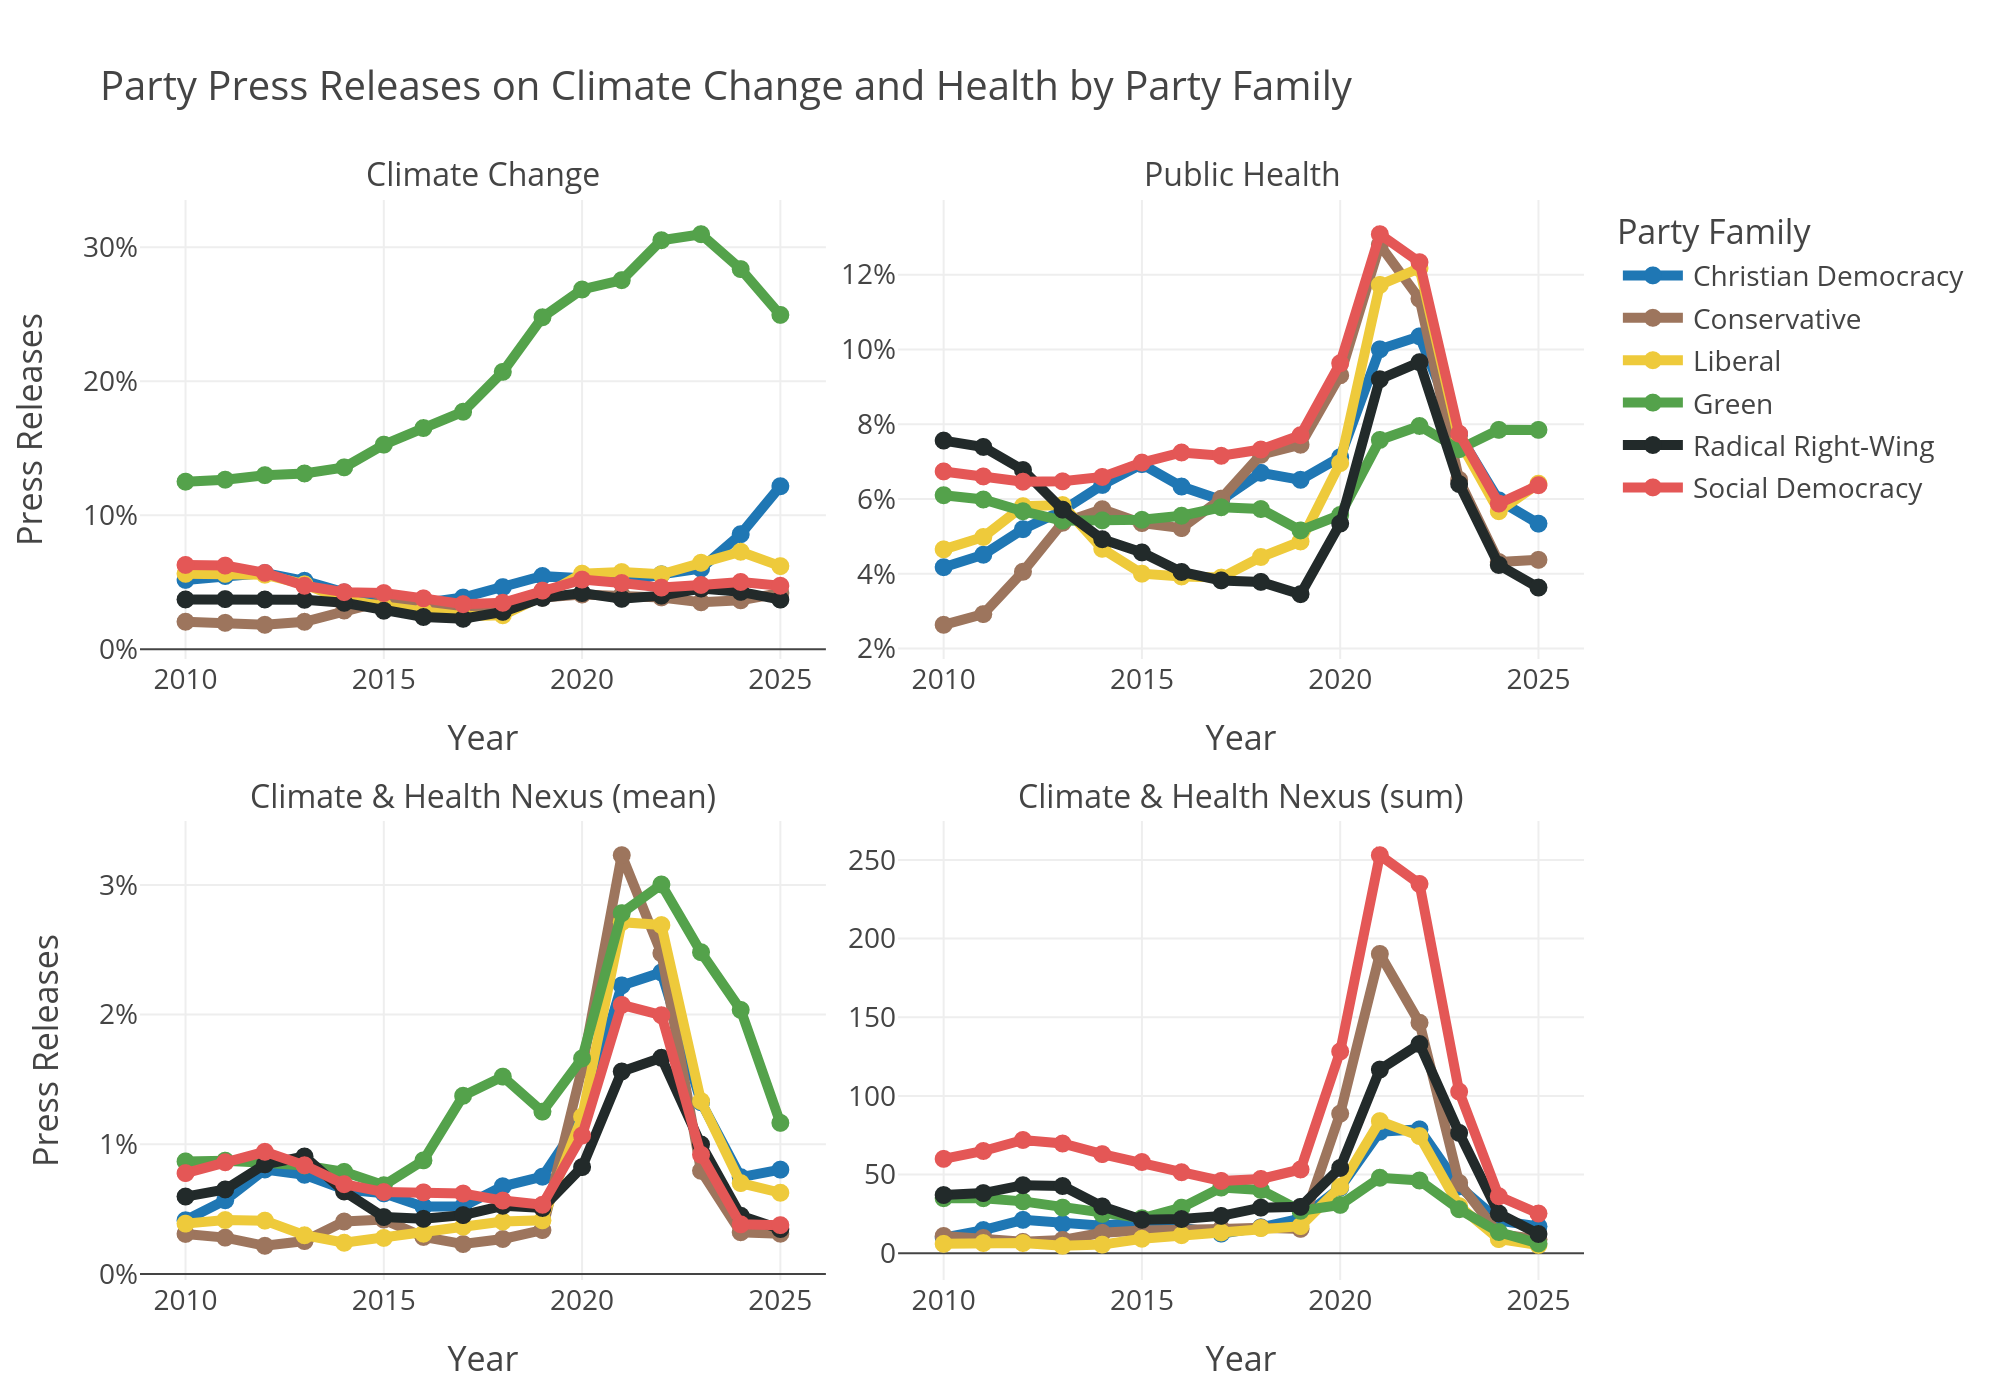 Party Press Releases on Climate Change and Health by Party Family
Climate Change
Press Releases
30%
20%
10%
0%
2010 2015 2020 2025
Year
Public Health
12%
10%
8%
6%
4%
2%
2010 2015 2020 2025
Year
Party Family
Christian Democracy
Conservative
Liberal
Green
Radical Right-Wing
Social Democracy
Climate & Health Nexus (mean)
Press Releases
3%
2%
1%
0%
2010 2015 2020 2025
Year
Climate & Health Nexus (sum)
250
200
150
100
50
0
2010 2015 2020 2025
Year